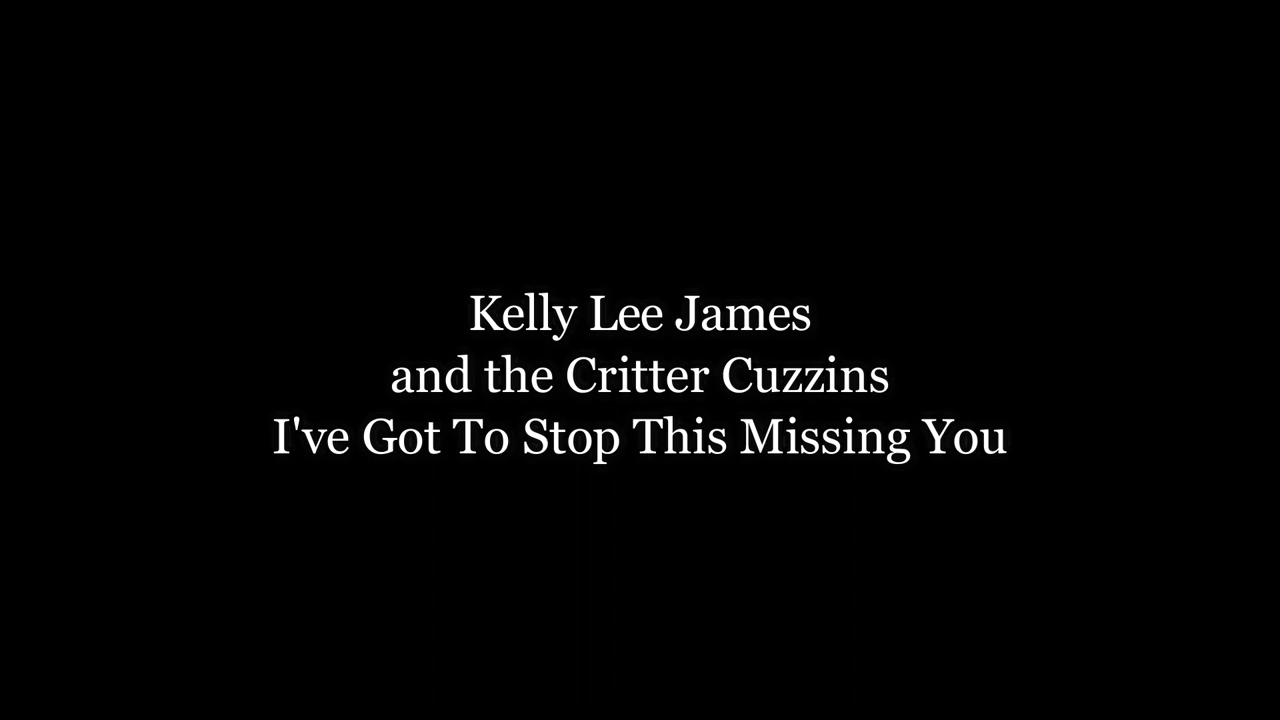 Kelly Lee James
and the Critter Cuzzins
I've Got To Stop This Missing You